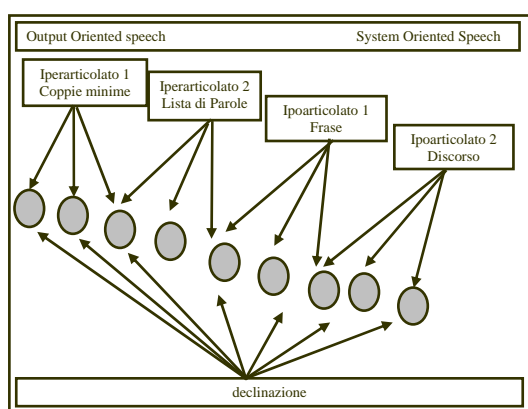 Output Oriented speech System Oriented Speech
Iperarticolato 1
Coppie minime
Iperarticolato 2
Lista di Parole
Ipoarticolato 1
Frase
Ipoarticolato 2
Discorso
declinazione